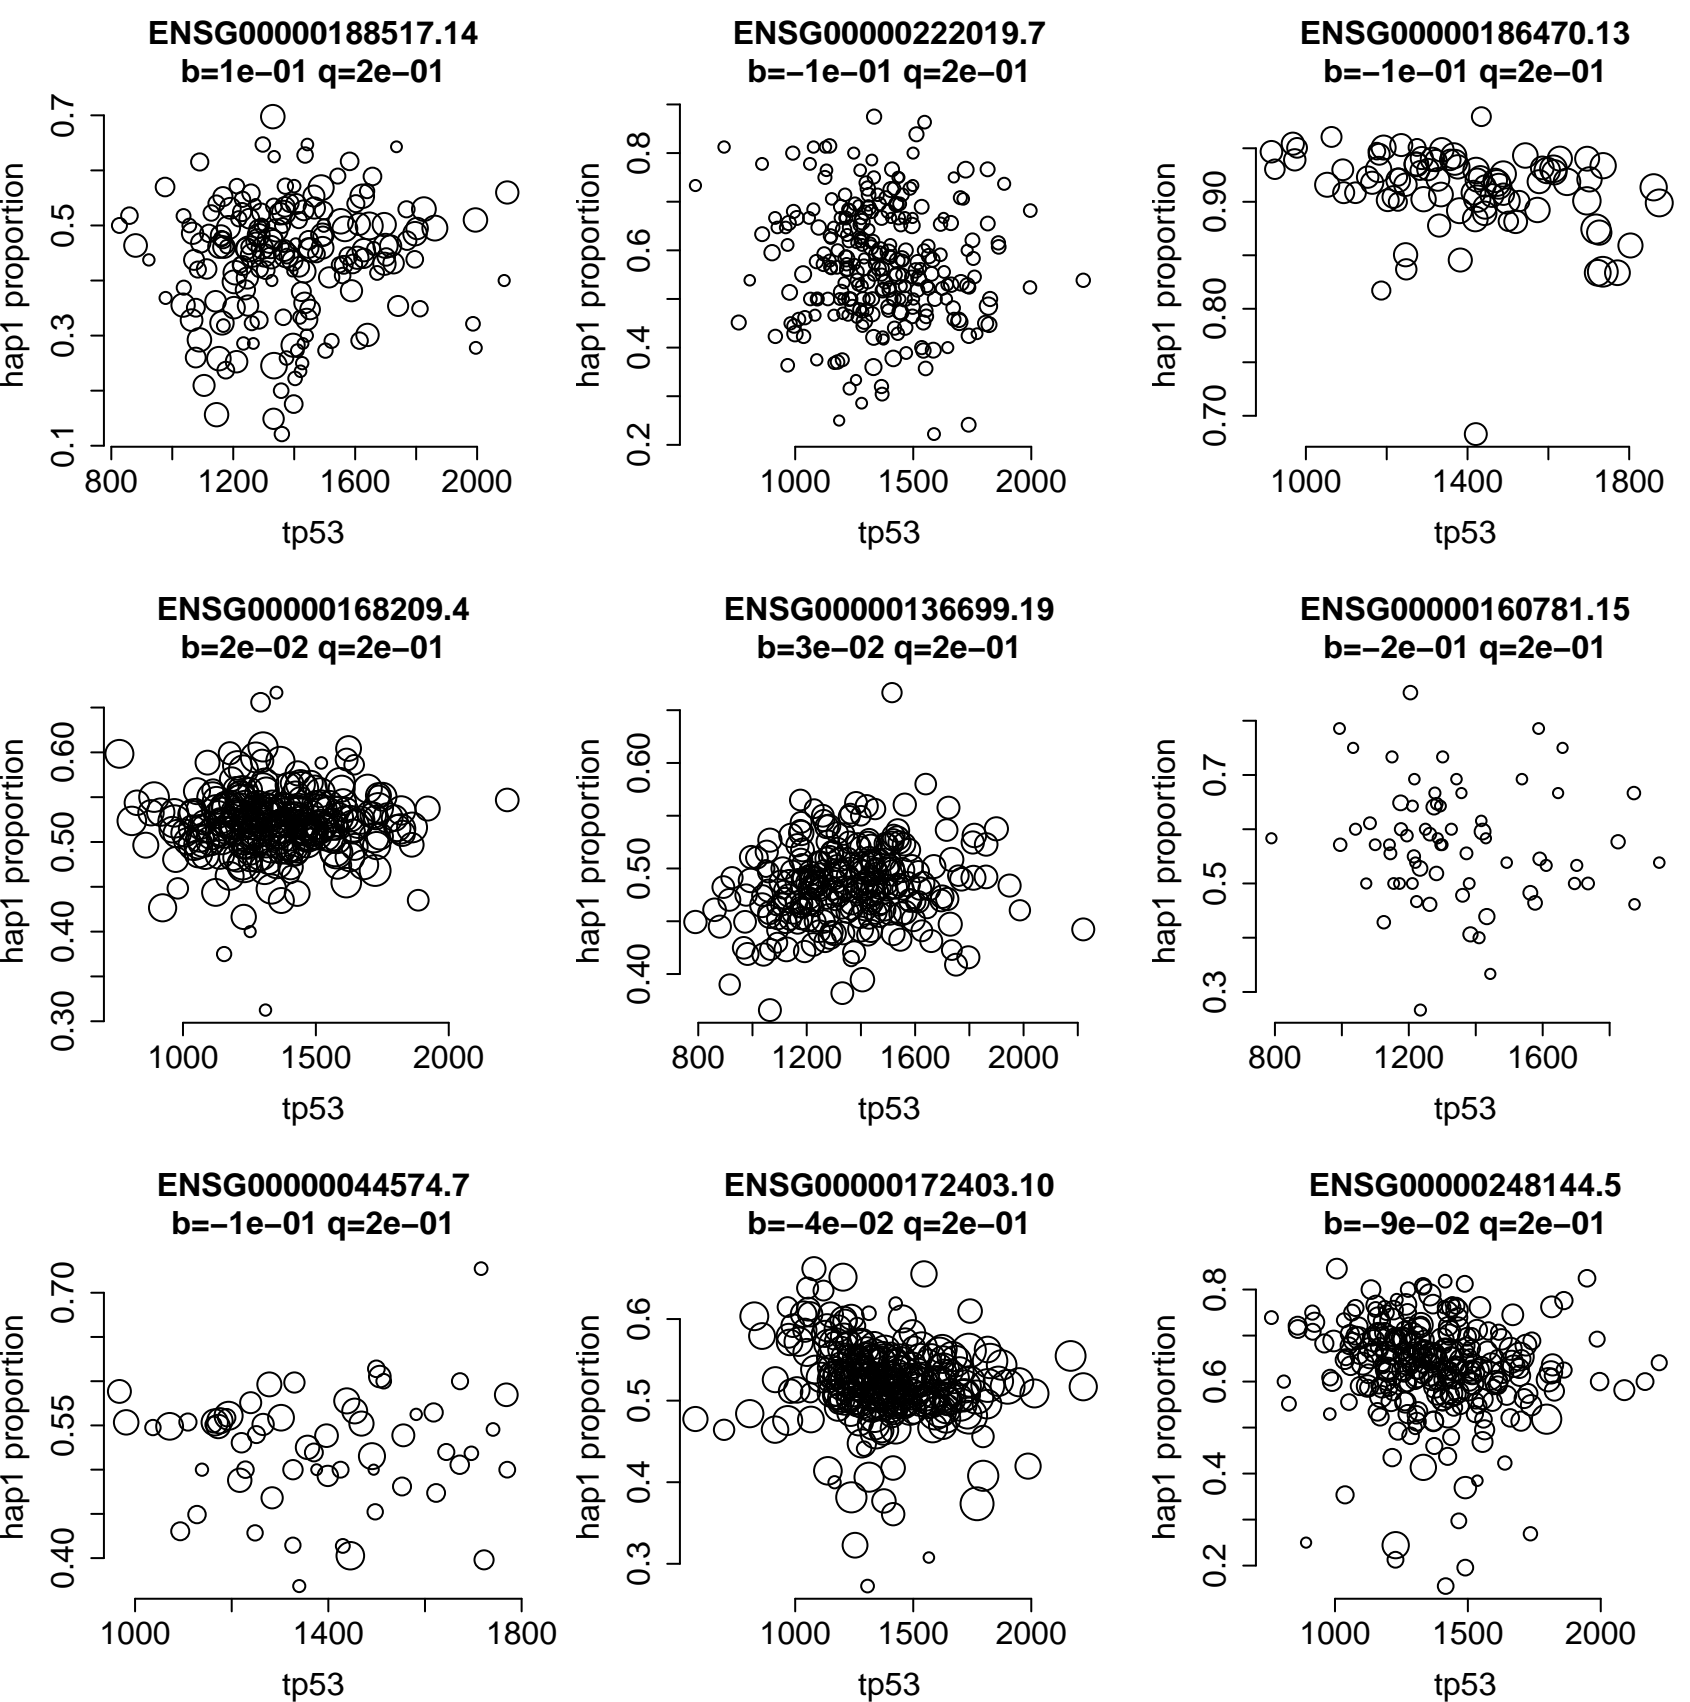 ENSG00000188517.14
b=1e−01 q=2e−01
hap1 proportion
0.7
0.5
0.3
0.1
800 1200 1600 2000
tp53
ENSG00000222019.7
b=−1e−01 q=2e−01
hap1 proportion
0.8
0.6
0.4
0.2
1000 1500 2000
tp53
ENSG00000186470.13
b=−1e−01 q=2e−01
hap1 proportion
0.90
0.80
0.70
1000 1400 1800
tp53
ENSG00000168209.4
b=2e−02 q=2e−01
hap1 proportion
0.60
0.50
0.40
0.30
1000 1500 2000
tp53
ENSG00000136699.19
b=3e−02 q=2e−01
hap1 proportion
0.60
0.50
0.40
800 1200 1600 2000
tp53
ENSG00000160781.15
b=−2e−01 q=2e−01
hap1 proportion
0.7
0.5
0.3
800 1200 1600
tp53
ENSG00000044574.7
b=−1e−01 q=2e−01
hap1 proportion
0.70
0.55
0.40
1000 1400 1800
tp53
ENSG00000172403.10
b=−4e−02 q=2e−01
hap1 proportion
0.6
0.5
0.4
0.3
1000 1500 2000
tp53
ENSG00000248144.5
b=−9e−02 q=2e−01
hap1 proportion
0.8
0.6
0.4
0.2
1000 1500 2000
tp53